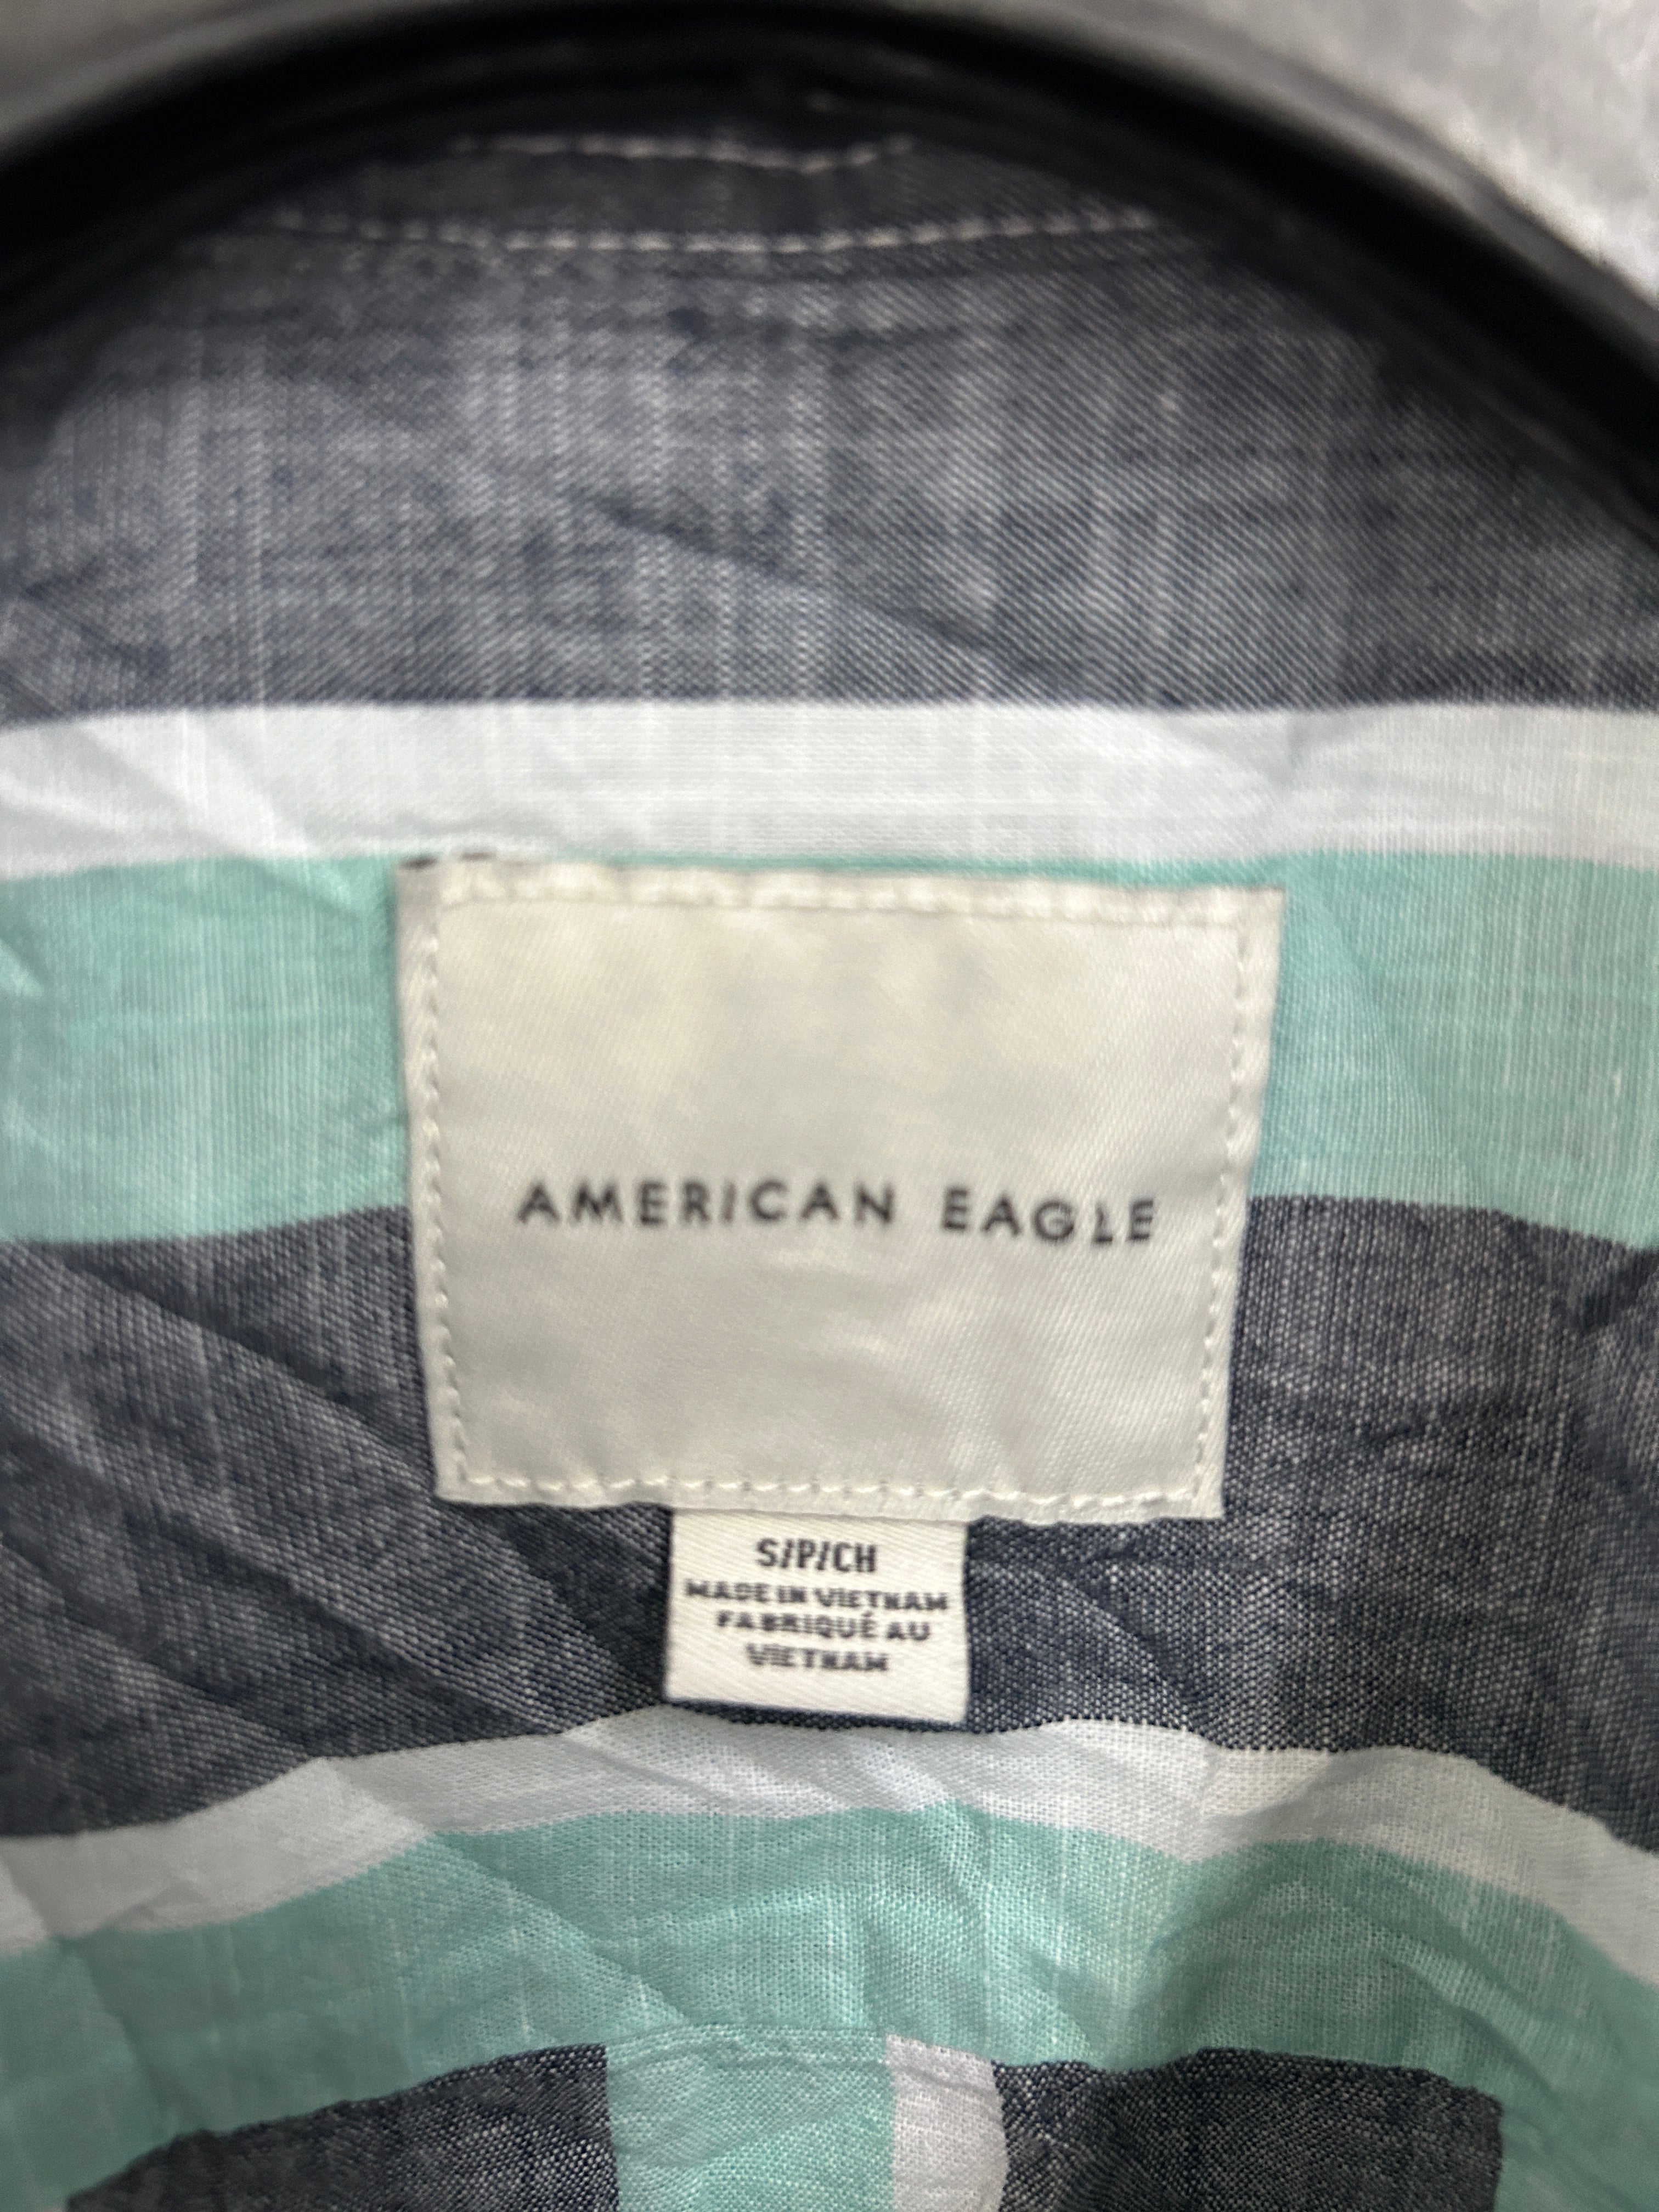 AMERICAN EAGLE
S/P/CH
MADE IN VIETNAM
FABRIQUÉ AU
VIETNAM